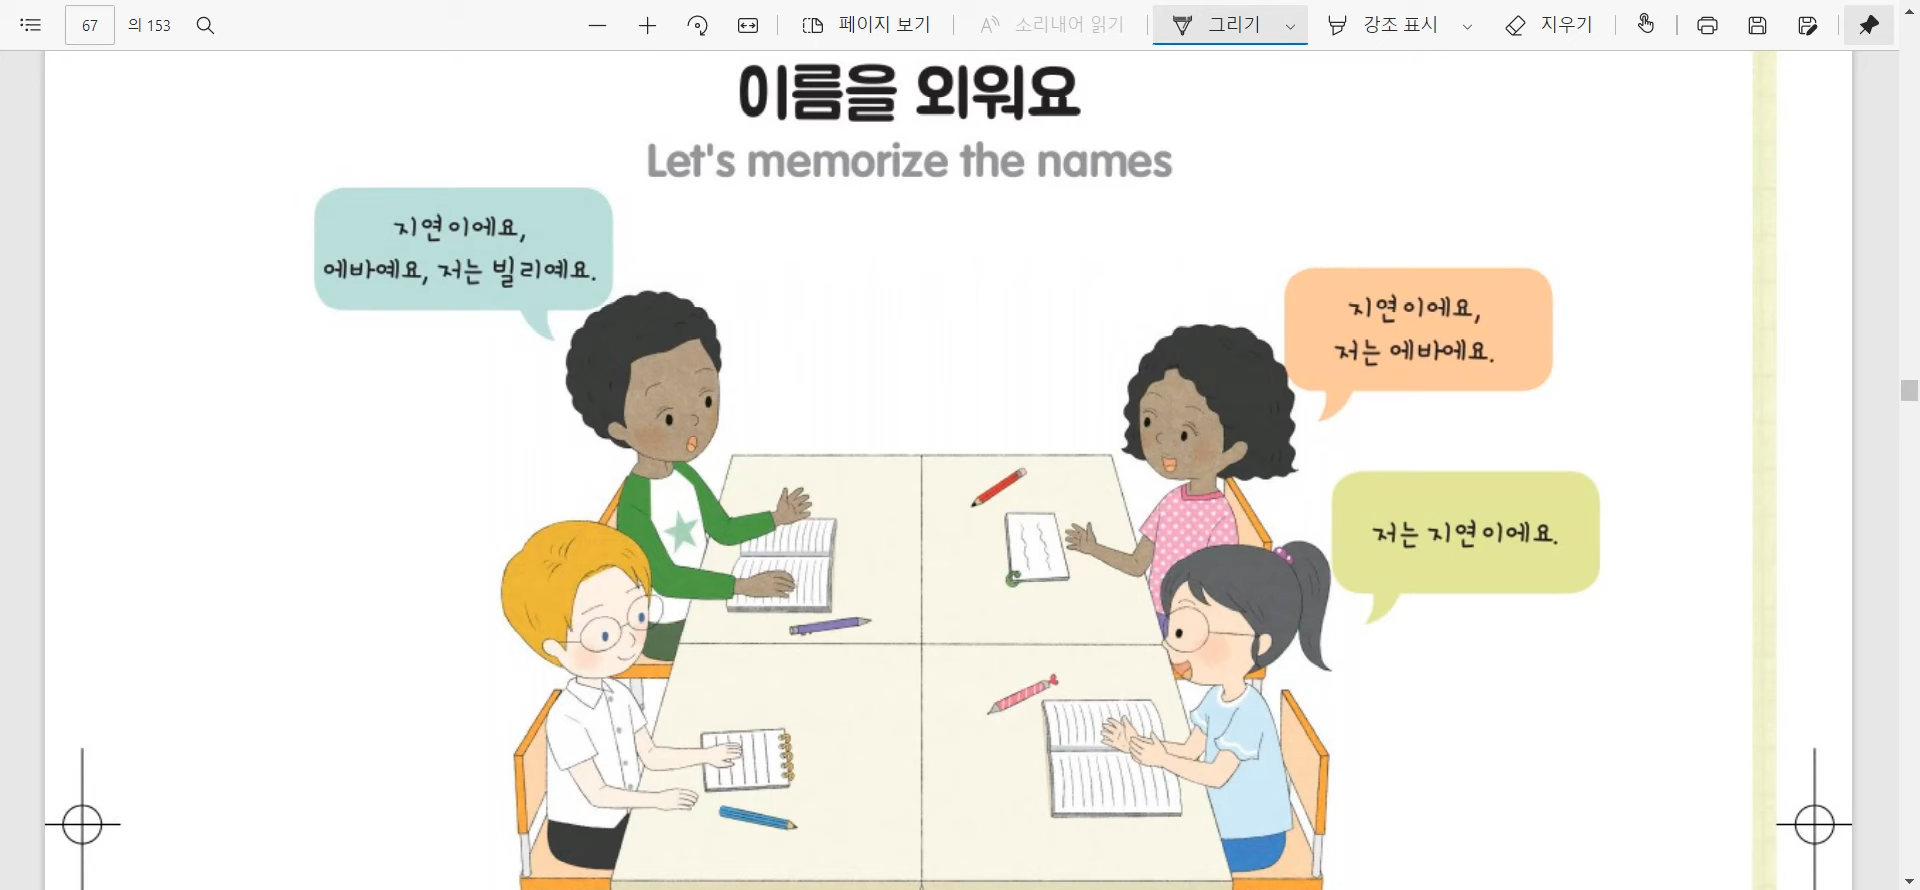 67 의 153 페이지 보기 소리내어 읽기 그리기 강조 표시 지우기
이름을 외워요
Let's memorize the names
지연이에요,
에바예요, 저는 빌리예요.
지연이에요,
저는 에바에요.
저는 지연이에요.